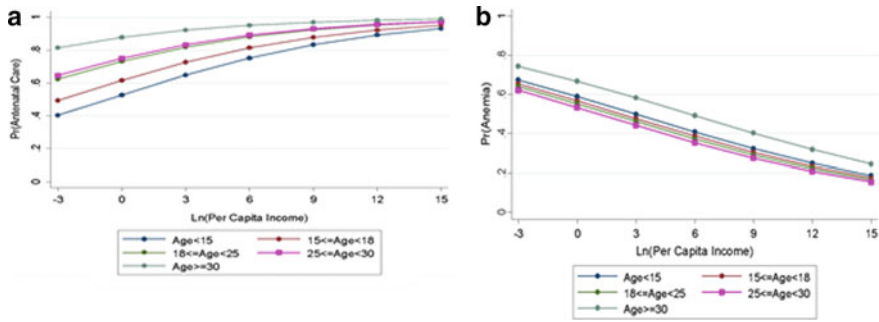 a
Pr(Antenatal Care)
1
.8
.6
.4
.2
0
-3 0 3 6 9 12 15
Ln(Per Capita Income)
Age<15 15<=Age<18
18<=Age<25 25<=Age<30
Age>=30
b
Pr(Anemia)
1
.8
.6
.4
.2
0
-3 0 3 6 9 12 15
Ln(Per Capita Income)
Age<15 15<=Age<18
18<=Age<25 25<=Age<30
Age>=30